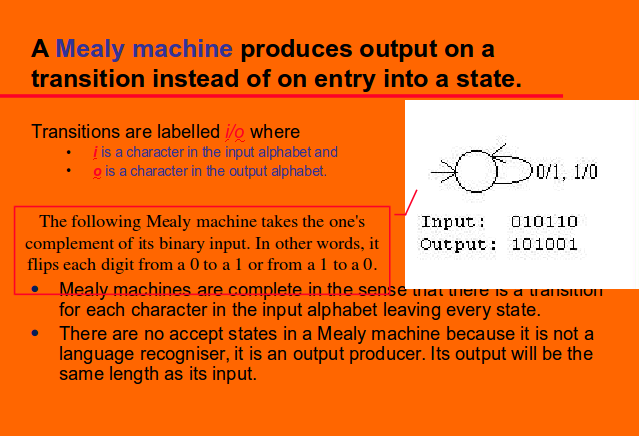 A Mealy machine produces output on a
transition instead of on entry into a state.
Transitions are labelled i/o where
• i is a character in the input alphabet and
• o is a character in the output alphabet.
0/1, 1/0
Input: 010110
Output: 101001
The following Mealy machine takes the one's
complement of its binary input. In other words, it
flips each digit from a 0 to a 1 or from a 1 to a 0.
• Mealy machines are complete in the sense that there is a transition
for each character in the input alphabet leaving every state.
• There are no accept states in a Mealy machine because it is not a
language recogniser, it is an output producer. Its output will be the
same length as its input.